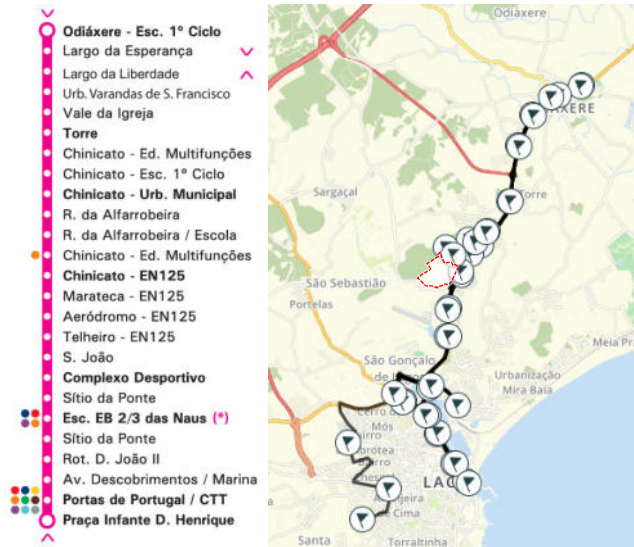 Odiáxere - Esc. 1º Ciclo
Largo da Esperança
Largo da Liberdade
Urb. Varandas de S. Francisco
Vale da Igreja
Torre
Chinicato - Ed. Multifunções
Chinicato - Esc. 1º Ciclo
Chinicato - Urb. Municipal
R. da Alfarrobeira
R. da Alfarrobeira / Escola
Chinicato - Ed. Multifunções
Chinicato - EN125
Marateca - EN125
Aeródromo - EN125
Telheiro - EN125
S. João
Complexo Desportivo
Sítio da Ponte
Esc. EB 2/3 das Naus (*)
Sítio da Ponte
Rot. D. João II
Av. Descobrimentos / Marina
Portas de Portugal / CTT
Praça Infante D. Henrique
Odiáxere
ÁXERE
Sargaçal
Torre
São Sebastião
Portelas
Meia Pra
São Gonçalo
de
Urbanização
Mira Baia
Cerro
Mós
LAG
de Cima
Santa
Torraltinha